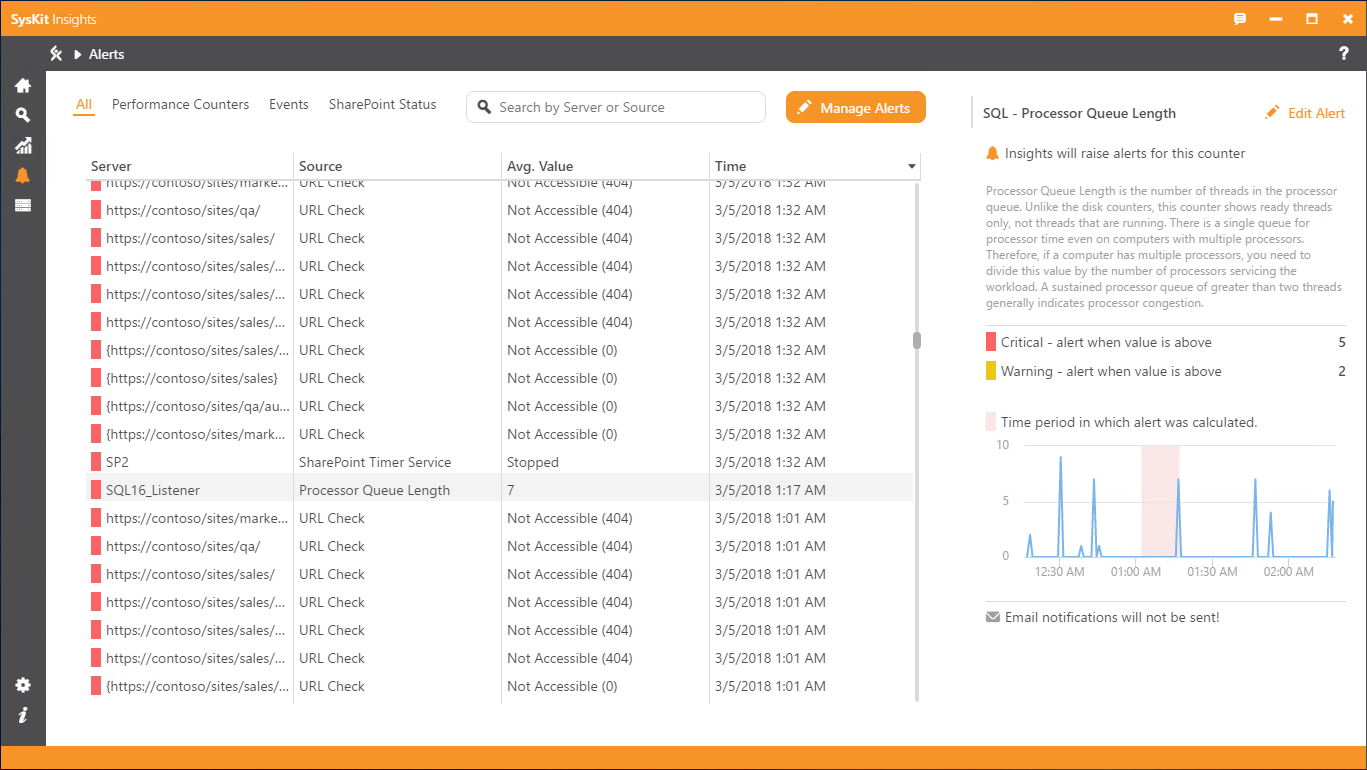 SysKit Insights
Alerts
?
All Performance Counters Events SharePoint Status Search by Server or Source Manage Alerts
Server Source Avg. Value Time
https://contoso/sites/marke... URL Check Not Accessible (404) 3/5/2018 1:32 AM
https://contoso/sites/qa/ URL Check Not Accessible (404) 3/5/2018 1:32 AM
https://contoso/sites/sales/ URL Check Not Accessible (404) 3/5/2018 1:32 AM
https://contoso/sites/sales/... URL Check Not Accessible (404) 3/5/2018 1:32 AM
https://contoso/sites/sales/... URL Check Not Accessible (404) 3/5/2018 1:32 AM
https://contoso/sites/sales/... URL Check Not Accessible (404) 3/5/2018 1:32 AM
{https://contoso/sites/sales/... URL Check Not Accessible (0) 3/5/2018 1:32 AM
{https://contoso/sites/sales} URL Check Not Accessible (0) 3/5/2018 1:32 AM
{https://contoso/sites/qa/au... URL Check Not Accessible (0) 3/5/2018 1:32 AM
{https://contoso/sites/mark... URL Check Not Accessible (0) 3/5/2018 1:32 AM
SP2 SharePoint Timer Service Stopped 3/5/2018 1:32 AM
SQL16_Listener Processor Queue Length 7 3/5/2018 1:17 AM
https://contoso/sites/marke... URL Check Not Accessible (404) 3/5/2018 1:01 AM
https://contoso/sites/qa/ URL Check Not Accessible (404) 3/5/2018 1:01 AM
https://contoso/sites/sales/ URL Check Not Accessible (404) 3/5/2018 1:01 AM
https://contoso/sites/sales/... URL Check Not Accessible (404) 3/5/2018 1:01 AM
https://contoso/sites/sales/... URL Check Not Accessible (404) 3/5/2018 1:01 AM
https://contoso/sites/sales/... URL Check Not Accessible (404) 3/5/2018 1:01 AM
{https://contoso/sites/sales/... URL Check Not Accessible (0) 3/5/2018 1:01 AM
SQL - Processor Queue Length Edit Alert
Insights will raise alerts for this counter
Processor Queue Length is the number of threads in the processor
queue. Unlike the disk counters, this counter shows ready threads
only, not threads that are running. There is a single queue for
processor time even on computers with multiple processors.
Therefore, if a computer has multiple processors, you need to
divide this value by the number of processors servicing the
workload. A sustained processor queue of greater than two threads
generally indicates processor congestion.
Critical - alert when value is above 5
Warning - alert when value is above 2
Time period in which alert was calculated.
10
5
0
12:30 AM 01:00 AM 01:30 AM 02:00 AM
Email notifications will not be sent!